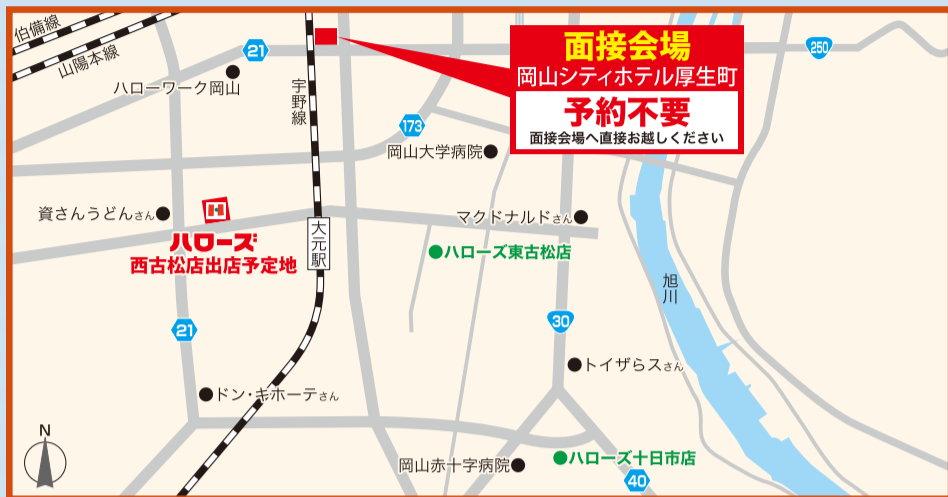 伯備線
山陽本線
21
ハローワーク岡山
宇野線
面接会場
岡山シティホテル厚生町
予約不要
面接会場へ直接お越しください
250
173
岡山大学病院
資さんうどんさん
ハローズ
西古松店出店予定地
大元駅
マクドナルドさん
ハローズ東古松店
旭川
21
30
トイザらスさん
ドン・キホーテさん
N
岡山赤十字病院
ハローズ十日市店
40